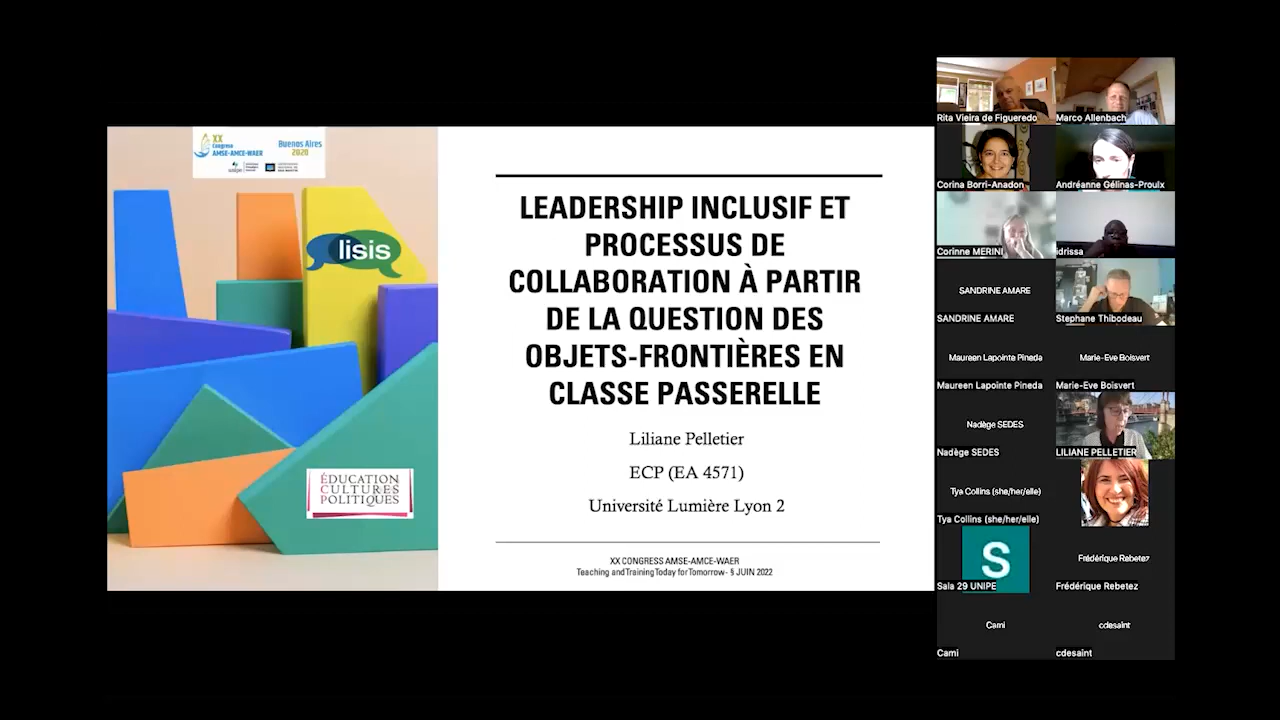 XX
Congreso
AMSE-AMCE-WAER
Buenos Aires
2020
unipe
lisis
ÉDUCATION
CULTURES
POLITIQUES
LEADERSHIP INCLUSIF ET
PROCESSUS DE
COLLABORATION À PARTIR
DE LA QUESTION DES
OBJETS-FRONTIÈRES EN
CLASSE PASSERELLE
Liliane Pelletier
ECP (EA 4571)
Université Lumière Lyon 2
XX CONGRESS AMSE-AMCE-WAER
Teaching and Training Today for Tomorrow - § JUIN 2022
Rita Vieira de Figueredo
Marco Allenbach
Corina Borri-Anadon
Andréanne Gélinas-Proulx
Corinne MERINI
idrissa
SANDRINE AMARE
SANDRINE AMARE
Stephane Thibodeau
Maureen Lapointe Pineda
Marie-Eve Boisvert
Maureen Lapointe Pineda
Marie-Eve Boisvert
Nadège SEDES
Nadège SEDES
LILIANE PELLETIER
Tya Collins (she/her/elle)
Tya Collins (she/her/elle)
S
Sala 29 UNIPE
Frédérique Rebetez
Frédérique Rebetez
Cami
cdesaint
Cami
cdesaint